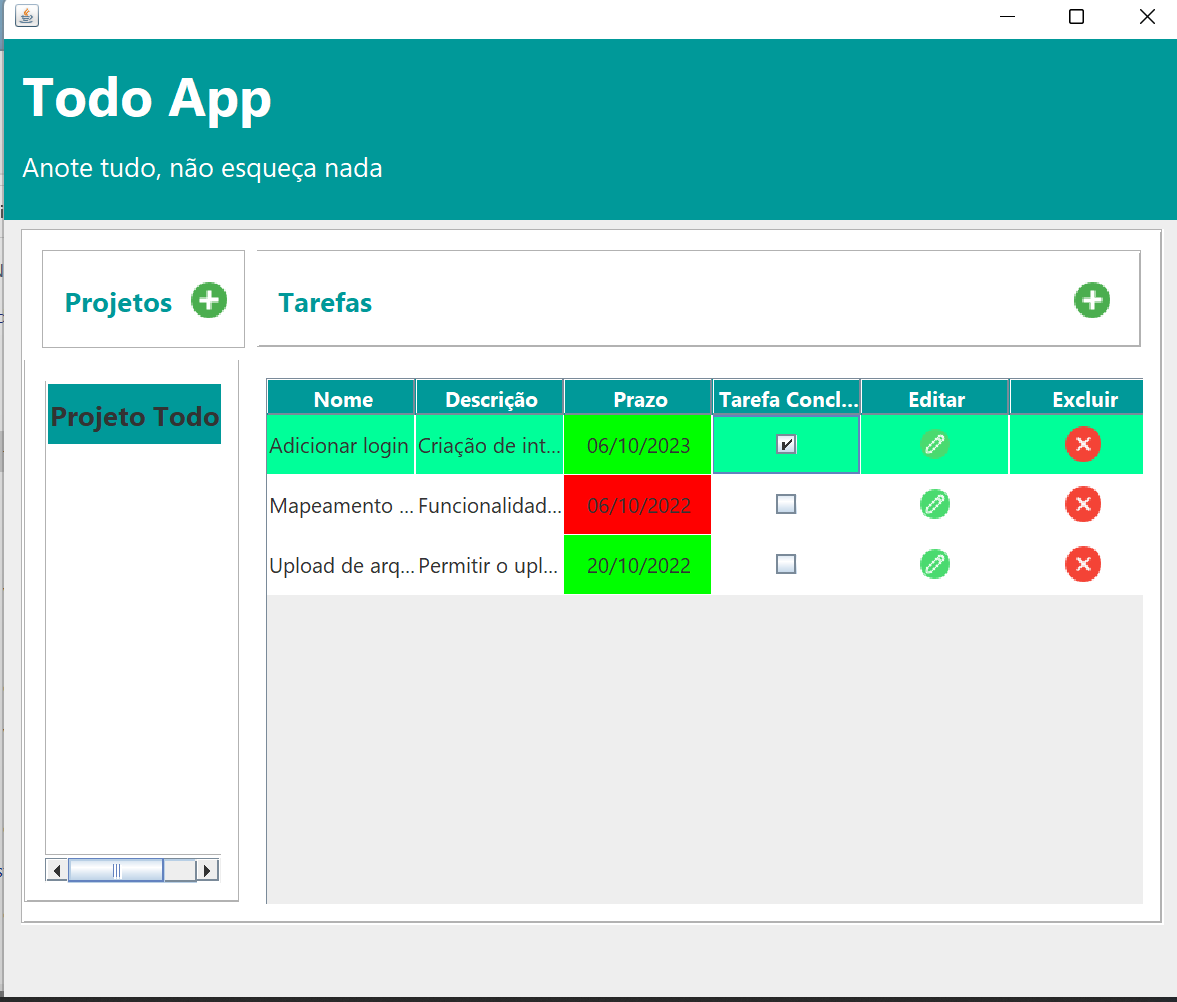 Todo App
Anote tudo, não esqueça nada
Projetos
Tarefas
Projeto Todo
Nome Descrição Prazo Tarefa Concl... Editar Excluir
Adicionar login Criação de int... 06/10/2023
Mapeamento ... Funcionalidad... 06/10/2022
Upload de arq... Permitir o upl... 20/10/2022